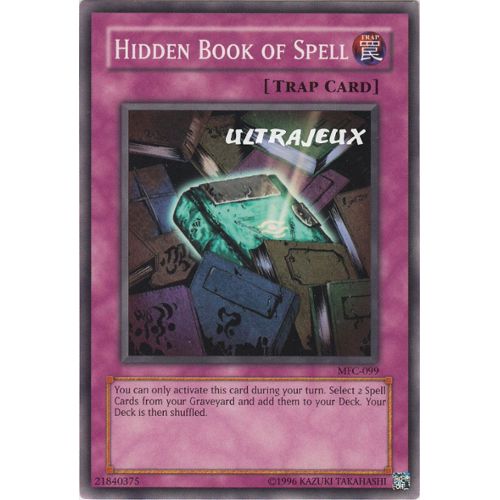 HIDDEN BOOK OF SPELL
TRAP
罠
[TRAP CARD]
ULTRAJEUX
MFC-099
You can only activate this card during your turn. Select 2 Spell
Cards from your Graveyard and add them to your Deck. Your
Deck is then shuffled.
21840375
©1996 KAZUKI TAKAHASHI